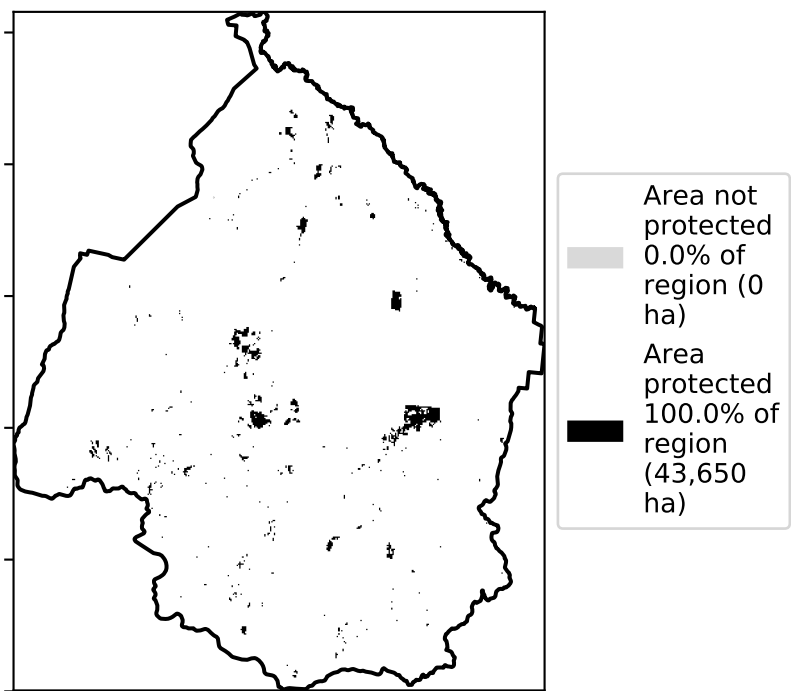 Area not
protected
0.0% of
region (0
ha)
Area
protected
100.0% of
region
(43,650
ha)